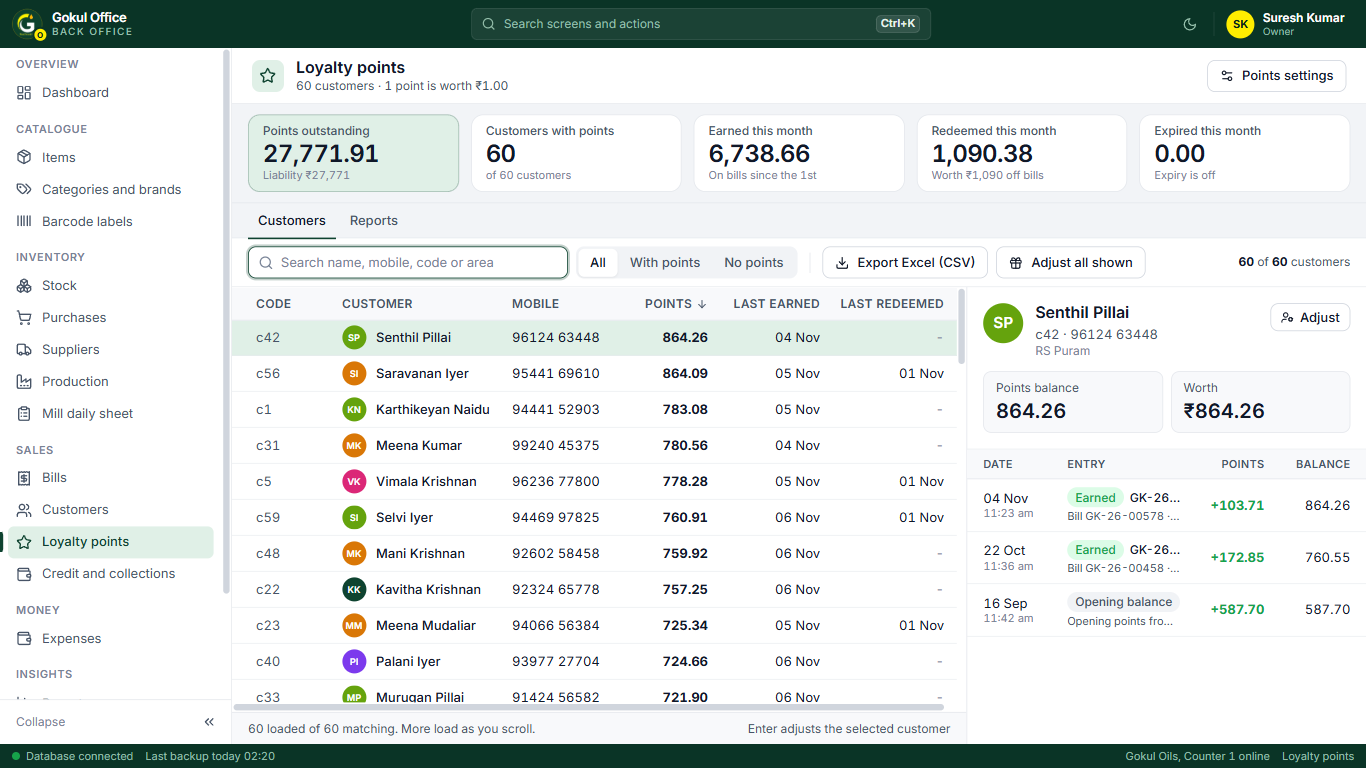 Gokul Office
BACK OFFICE
Search screens and actions
Ctrl+K
SK
Suresh Kumar
Owner
OVERVIEW
Dashboard
CATALOGUE
Items
Categories and brands
Barcode labels
INVENTORY
Stock
Purchases
Suppliers
Production
Mill daily sheet
SALES
Bills
Customers
Loyalty points
Credit and collections
MONEY
Expenses
INSIGHTS
Collapse
Loyalty points
60 customers · 1 point is worth ₹1.00
Points settings
Points outstanding
27,771.91
Liability ₹27,771
Customers with points
60
of 60 customers
Earned this month
6,738.66
On bills since the 1st
Redeemed this month
1,090.38
Worth ₹1,090 off bills
Expired this month
0.00
Expiry is off
Customers Reports
Search name, mobile, code or area
All With points No points
Export Excel (CSV)
Adjust all shown
60 of 60 customers
CODE CUSTOMER MOBILE POINTS ↓ LAST EARNED LAST REDEEMED
c42 SP Senthil Pillai 96124 63448 864.26 04 Nov -
c56 SI Saravanan Iyer 95441 69610 864.09 05 Nov 01 Nov
c1 KN Karthikeyan Naidu 94441 52903 783.08 05 Nov -
c31 MK Meena Kumar 99240 45375 780.56 04 Nov -
c5 VK Vimala Krishnan 96236 77800 778.28 05 Nov 01 Nov
c59 SI Selvi Iyer 94469 97825 760.91 06 Nov 01 Nov
c48 MK Mani Krishnan 92602 58458 759.92 06 Nov -
c22 KK Kavitha Krishnan 92324 65778 757.25 06 Nov -
c23 MM Meena Mudaliar 94066 56384 725.34 05 Nov 01 Nov
c40 PI Palani Iyer 93977 27704 724.66 06 Nov -
c33 MP Murugan Pillai 91424 56582 721.90 06 Nov -
60 loaded of 60 matching. More load as you scroll.
Enter adjusts the selected customer
SP
Senthil Pillai
c42 · 96124 63448
RS Puram
Adjust
Points balance
864.26
Worth
₹864.26
DATE ENTRY POINTS BALANCE
04 Nov Earned GK-26... +103.71 864.26
11:23 am Bill GK-26-00578 ·...
22 Oct Earned GK-26... +172.85 760.55
11:36 am Bill GK-26-00458 ·...
16 Sep Opening balance +587.70 587.70
11:42 am Opening points fro...
Database connected Last backup today 02:20
Gokul Oils, Counter 1 online Loyalty points